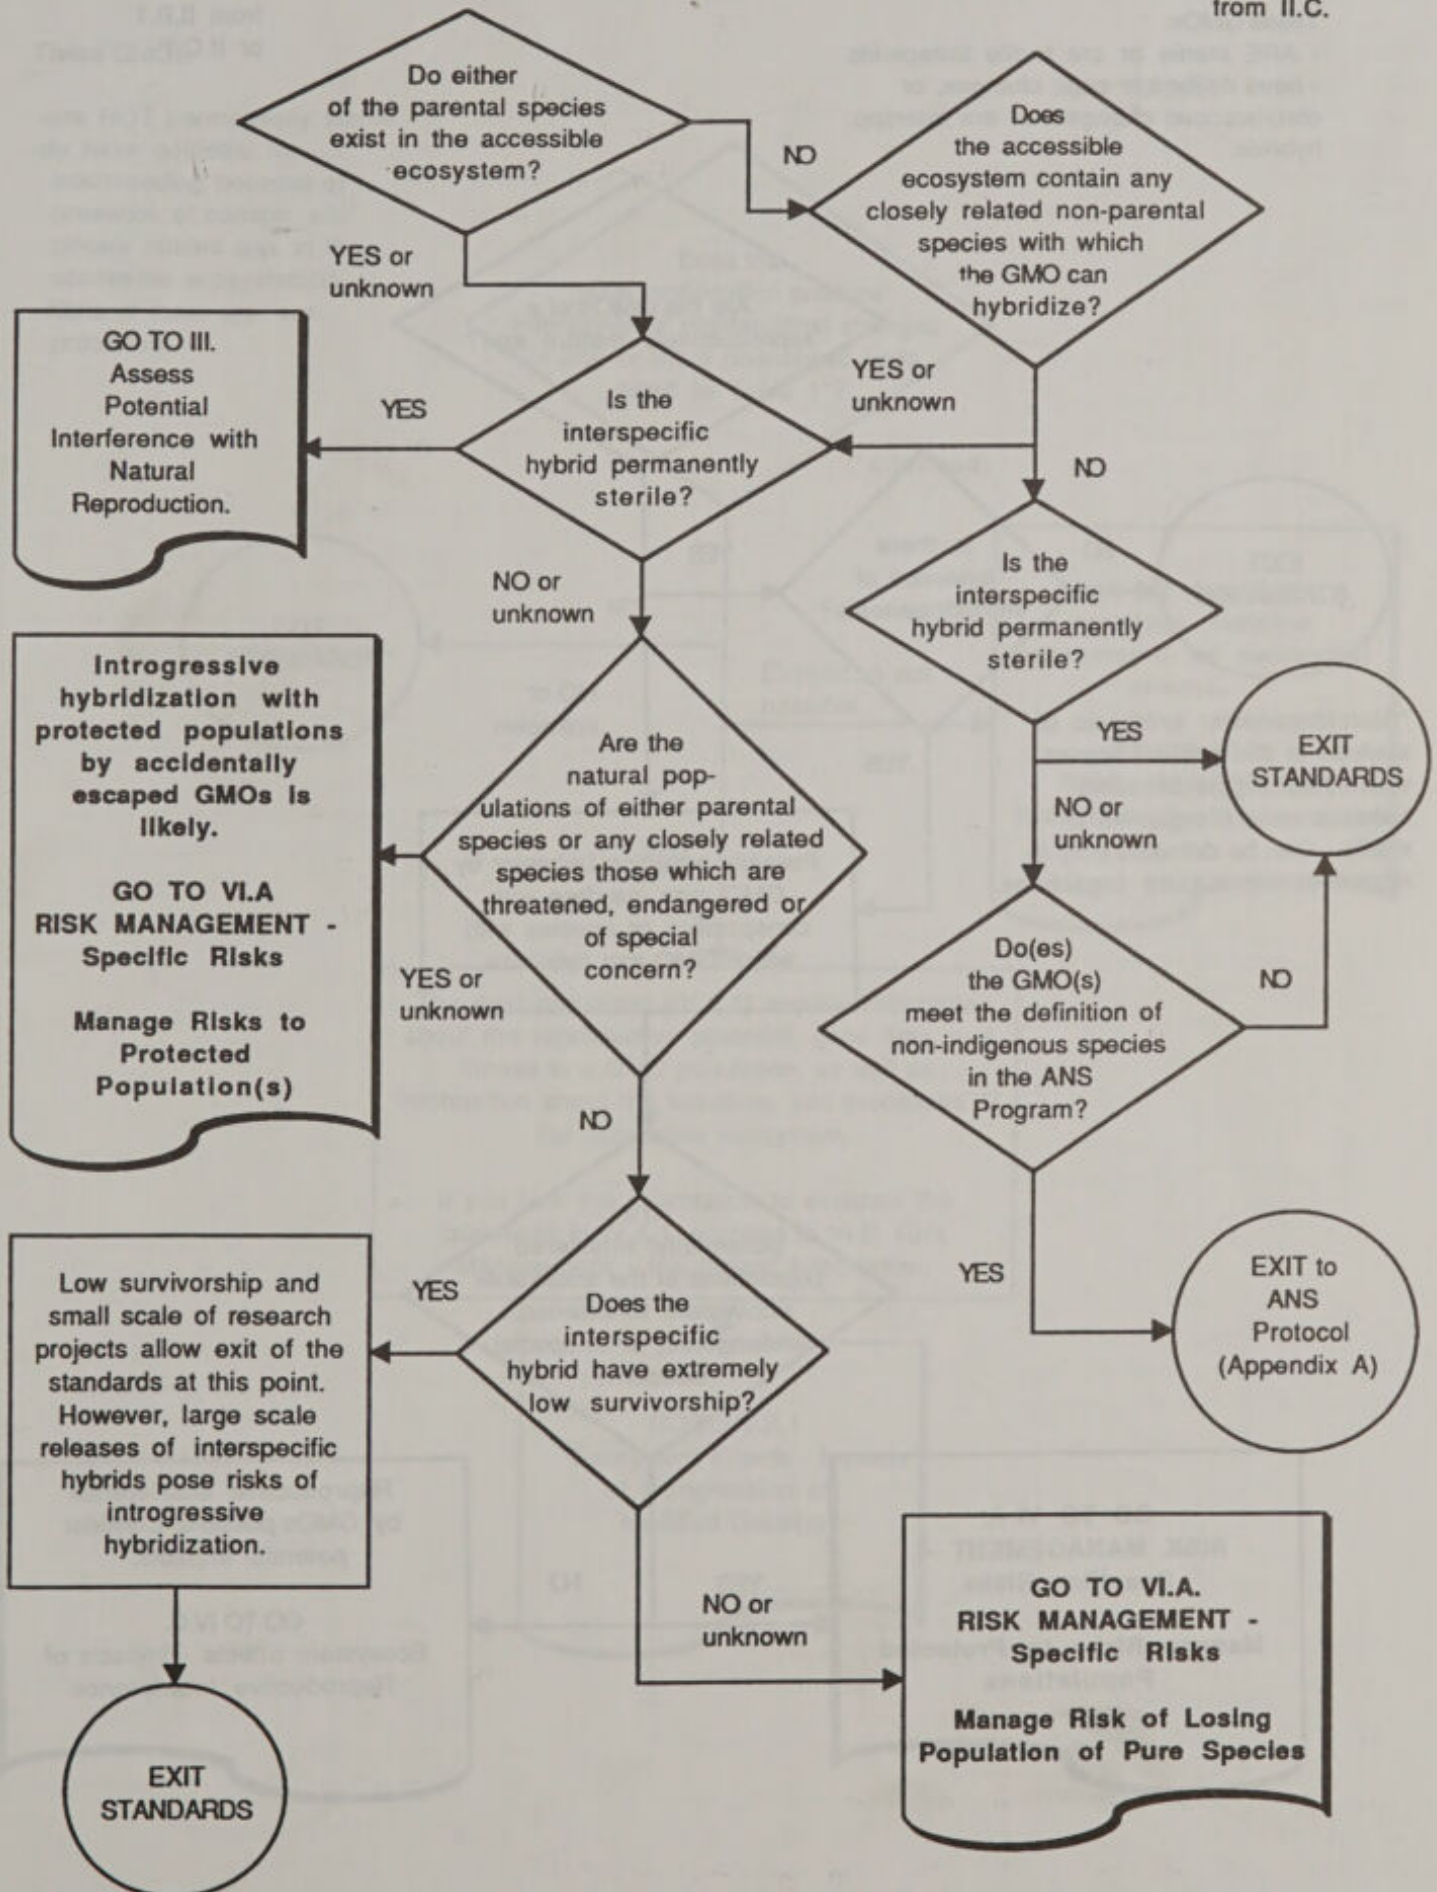 from II.C.
Do either
of the parental species
exist in the accessible
ecosystem?
NO
Does
the accessible
ecosystem contain any
closely related non-parental
species with which
the GMO can
hybridize?
YES or
unknown
GO TO III.
Assess
Potential
Interference with
Natural
Reproduction.
YES
Is the
interspecific
hybrid permanently
sterile?
YES or
unknown
NO
NO or
unknown
Is the
interspecific
hybrid permanently
sterile?
Introgressive
hybridization with
protected populations
by accidentally
escaped GMOs is
likely.
GO TO VI.A
RISK MANAGEMENT -
Specific Risks
Manage Risks to
Protected
Population(s)
YES or
unknown
Are the
natural pop-
ulations of either parental
species or any closely related
species those which are
threatened, endangered or
of special
concern?
YES
EXIT
STANDARDS
NO or
unknown
Do(es)
the GMO(s)
meet the definition of
non-indigenous species
in the ANS
Program?
NO
NO
YES
EXIT to
ANS
Protocol
(Appendix A)
Low survivorship and
small scale of research
projects allow exit of the
standards at this point.
However, large scale
releases of interspecific
hybrids pose risks of
introgressive
hybridization.
YES
Does the
interspecific
hybrid have extremely
low survivorship?
NO or
unknown
GO TO VI.A.
RISK MANAGEMENT -
Specific Risks
Manage Risk of Losing
Population of Pure Species
EXIT
STANDARDS